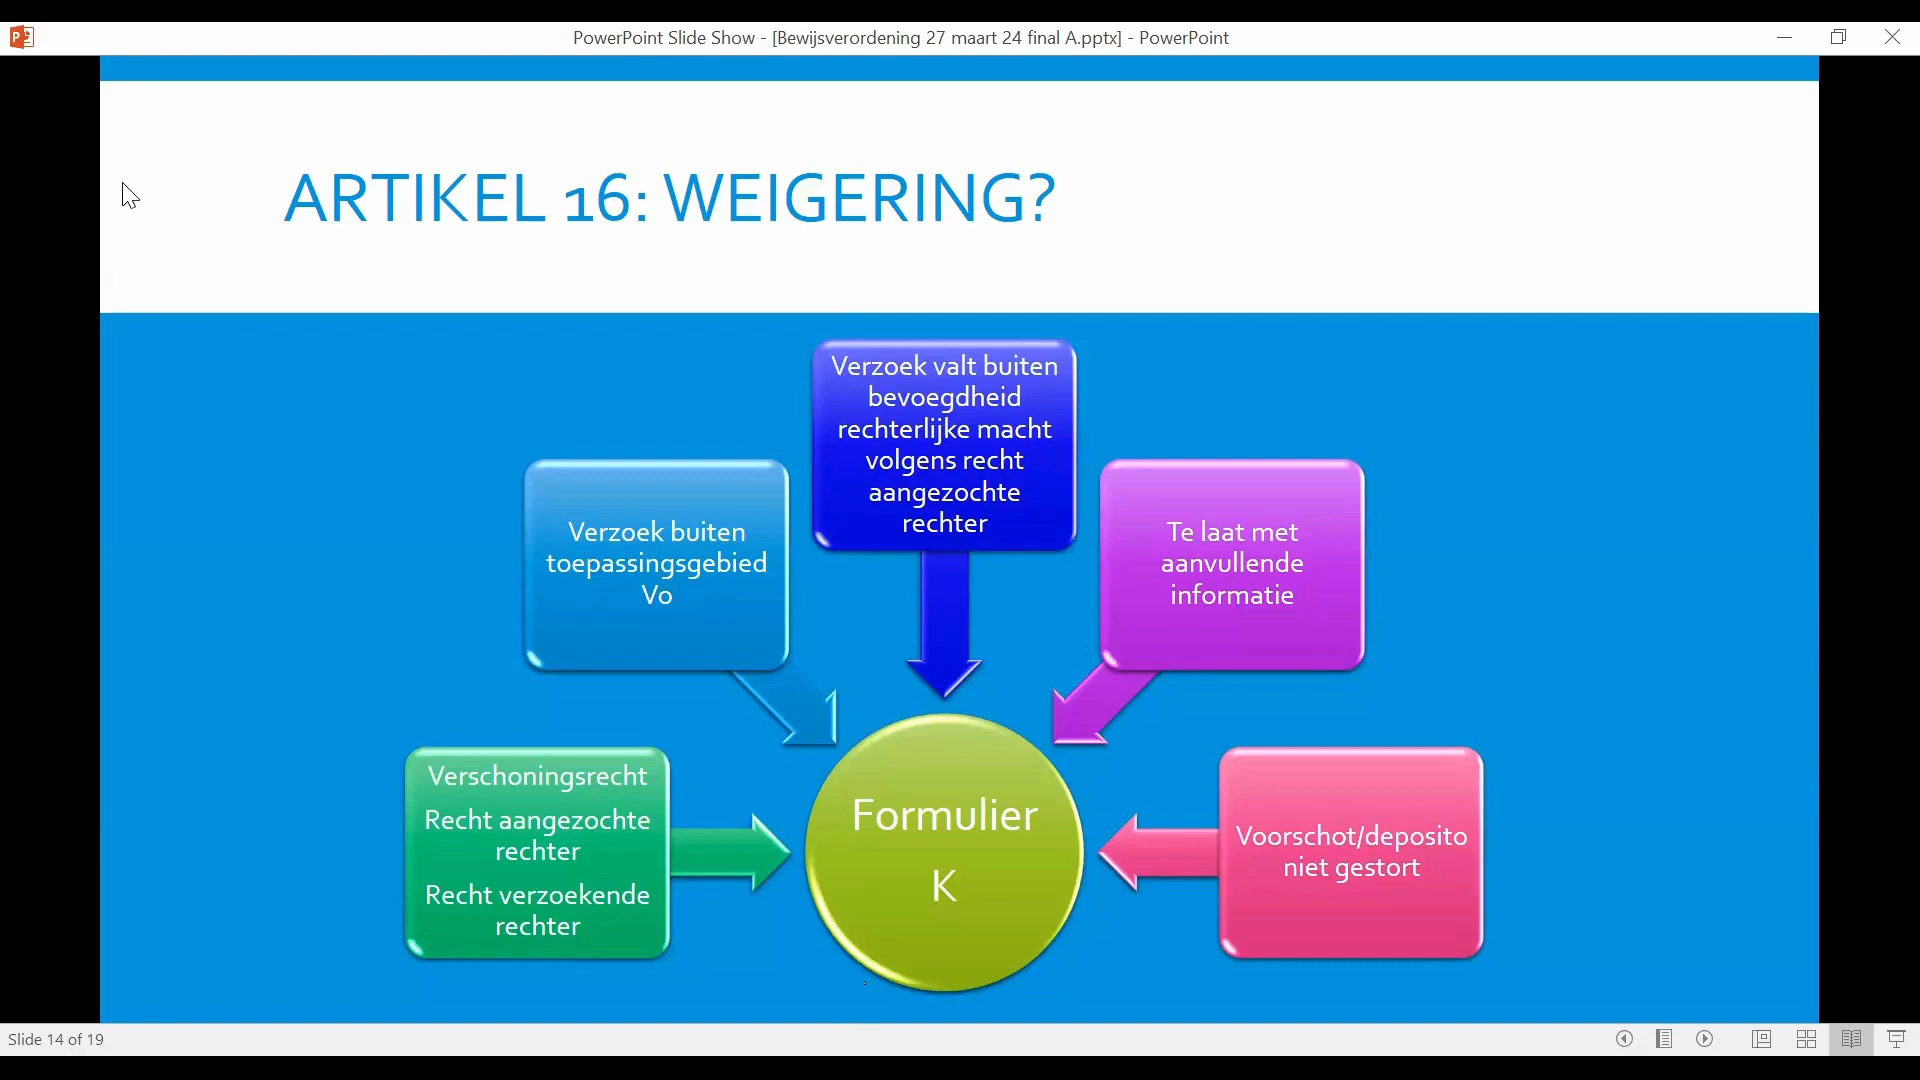 PowerPoint Slide Show - [Bewijsverordening 27 maart 24 final A.pptx] - PowerPoint
ARTIKEL 16: WEIGERING?
Verzoek valt buiten
bevoegdheid
rechterlijke macht
volgens recht
aangezochte
rechter
Verzoek buiten
toepassingsgebied
Vo
Te laat met
aanvullende
informatie
Verschoningsrecht
Recht aangezochte
rechter
Recht verzoekende
rechter
Formulier
K
Voorschot/deposito
niet gestort
Slide 14 of 19